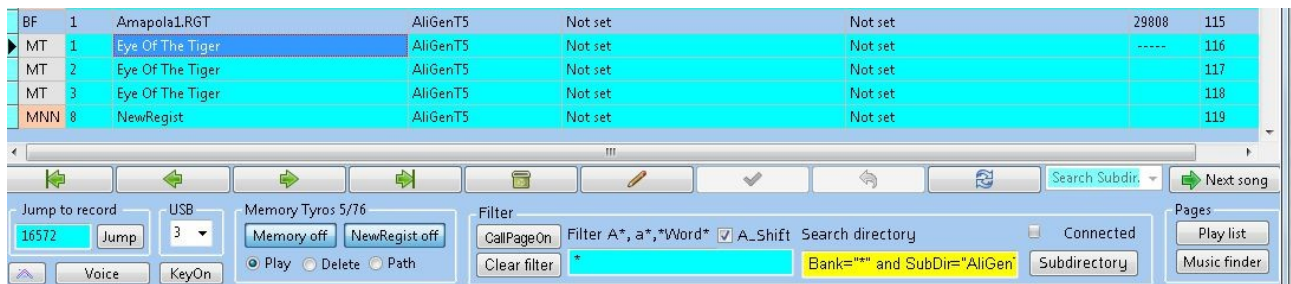 BF 1 Amapola1.RGT AliGenT5 Not set Not set 29808 115
MT 1 Eye Of The Tiger AliGenT5 Not set Not set ----- 116
MT 2 Eye Of The Tiger AliGenT5 Not set Not set 117
MT 3 Eye Of The Tiger AliGenT5 Not set Not set 118
MNN 8 NewRegist AliGenT5 Not set Not set 119
Search Subdir. Next song
Jump to record USB Memory Tyros 5/76 Filter Pages
16572 Jump 3 Memory off NewRegist off CallPageOn Filter A*, a*,*Word* A_Shift Search directory Connected Play list
Voice KeyOn Play Delete Path Clear filter * Bank="*" and SubDir="AliGen Subdirectory Music finder